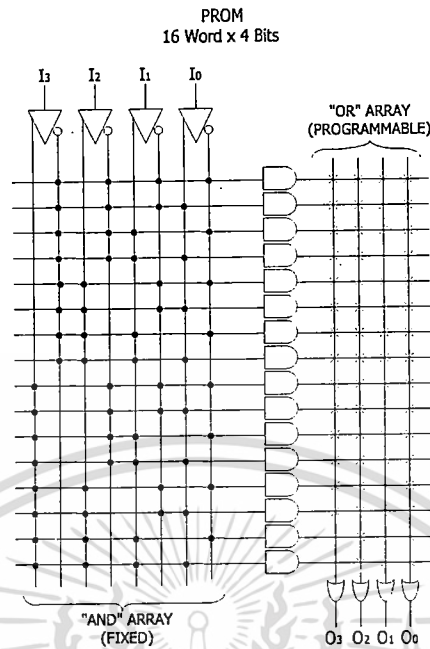 PROM
16 Word x 4 Bits
I3 I2 I1 I0
"OR" ARRAY
(PROGRAMMABLE)
"AND" ARRAY
(FIXED)
O3 O2 O1 O0